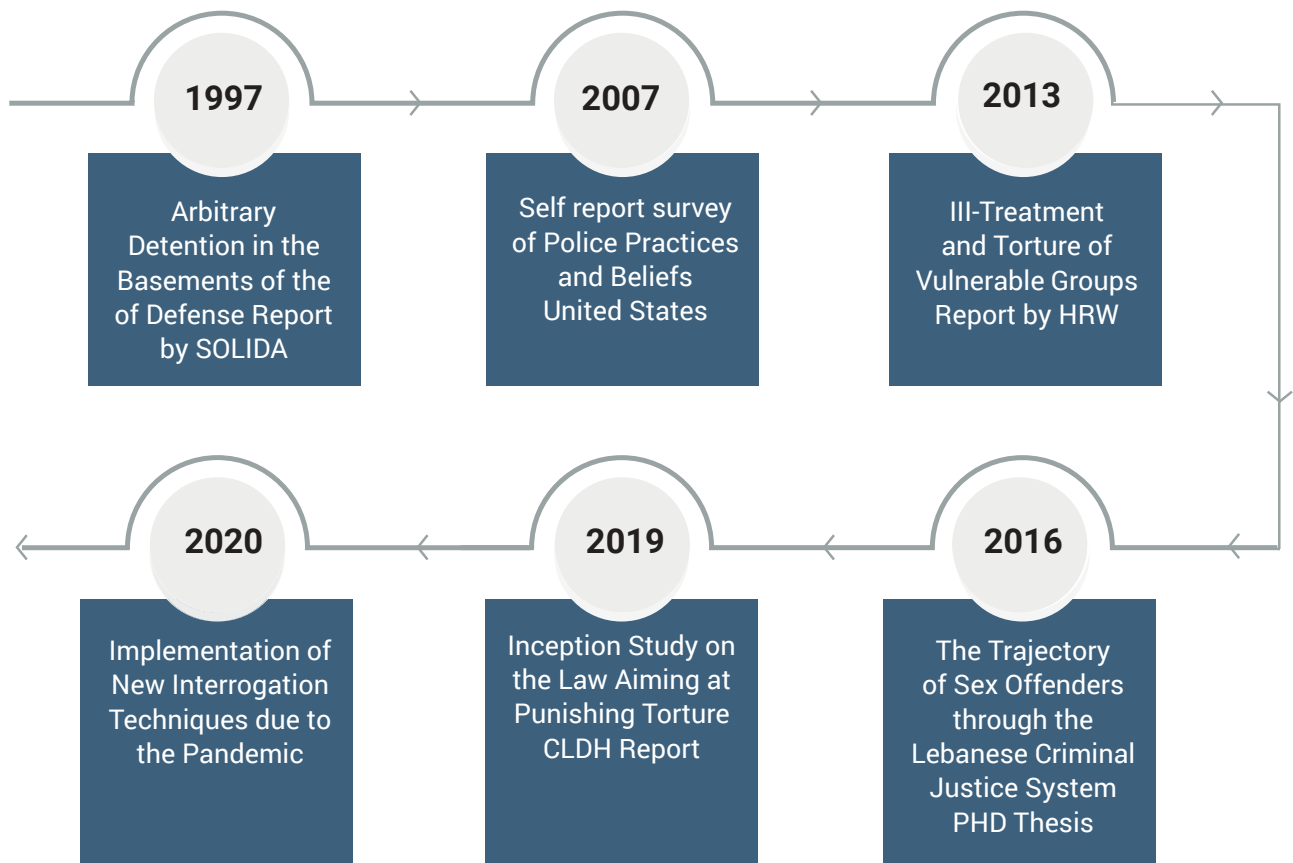 1997
Arbitrary
Detention in the
Basements of the
of Defense Report
by SOLIDA
2007
Self report survey
of Police Practices
and Beliefs
United States
2013
III-Treatment
and Torture of
Vulnerable Groups
Report by HRW
2016
The Trajectory
of Sex Offenders
through the
Lebanese Criminal
Justice System
PHD Thesis
2019
Inception Study on
the Law Aiming at
Punishing Torture
CLDH Report
2020
Implementation of
New Interrogation
Techniques due to
the Pandemic